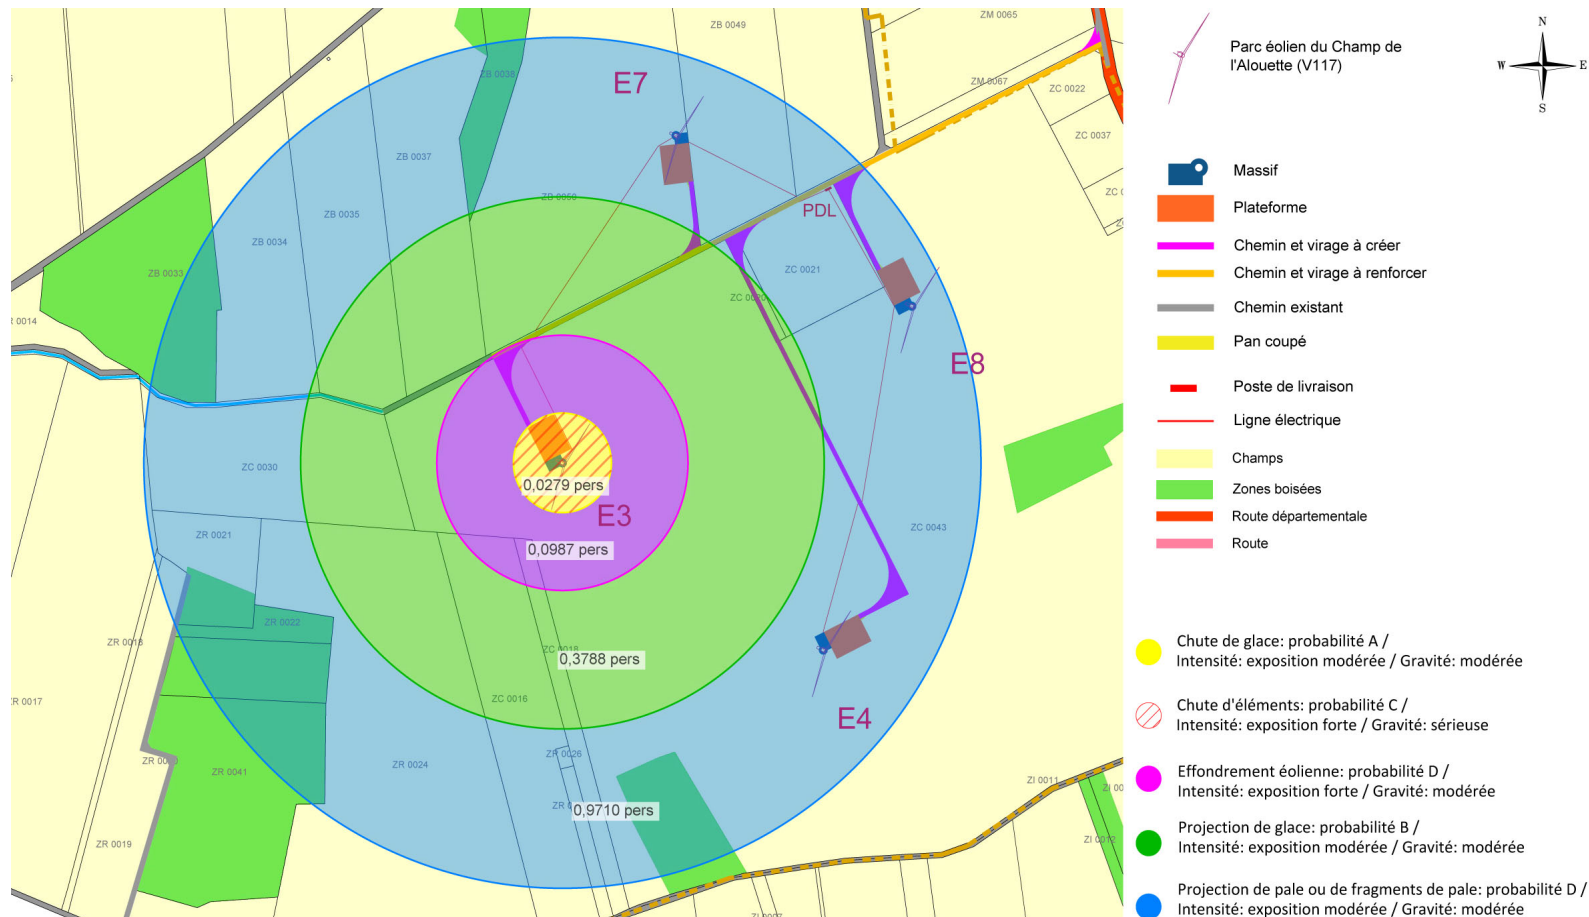 ZB 0049
ZM 0065
E7
ZB 0038
ZM 0067
ZC 0022
ZC 0037
ZB 0037
ZB 0035
ZB 0034
ZB 0033
PDL
ZC 0021
E8
ZC 0030
0,0279 pers
E3
0,0987 pers
ZR 0021
ZC 0043
ZR 0022
ZR 0018
0,3788 pers
ZC 0018
ZC 0016
E4
ZR 0017
ZR 0041
ZR 0024
ZR 0026
0,9710 pers
ZI 0011
ZI 0012
ZR 0019
Parc éolien du Champ de
l'Alouette (V117)
N
W
E
S
Massif
Plateforme
Chemin et virage à créer
Chemin et virage à renforcer
Chemin existant
Pan coupé
Poste de livraison
Ligne électrique
Champs
Zones boisées
Route départementale
Route
Chute de glace: probabilité A /
Intensité: exposition modérée / Gravité: modérée
Chute d'éléments: probabilité C /
Intensité: exposition forte / Gravité: sérieuse
Effondrement éolienne: probabilité D /
Intensité: exposition forte / Gravité: modérée
Projection de glace: probabilité B /
Intensité: exposition modérée / Gravité: modérée
Projection de pale ou de fragments de pale: probabilité D /
Intensité: exposition modérée / Gravité: modérée